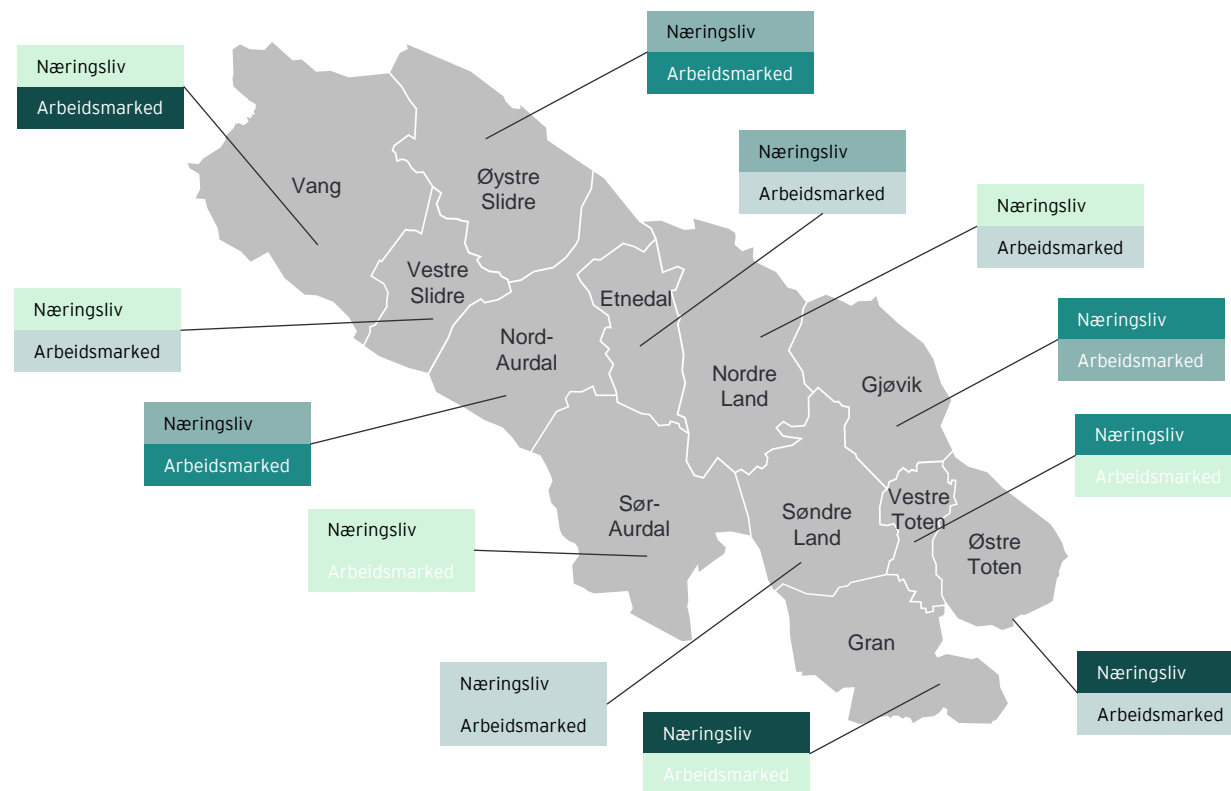 Næringsliv
Arbeidsmarked
Næringsliv
Arbeidsmarked
Vang
Øystre
Slidre
Næringsliv
Arbeidsmarked
Næringsliv
Arbeidsmarked
Vestre
Slidre
Etnedal
Næringsliv
Arbeidsmarked
Nord-
Aurdal
Nordre
Land
Gjøvik
Næringsliv
Arbeidsmarked
Næringsliv
Arbeidsmarked
Næringsliv
Arbeidsmarked
Sør-
Aurdal
Søndre
Land
Vestre
Toten
Østre
Toten
Næringsliv
Arbeidsmarked
Gran
Næringsliv
Arbeidsmarked
Næringsliv
Arbeidsmarked
Næringsliv
Arbeidsmarked